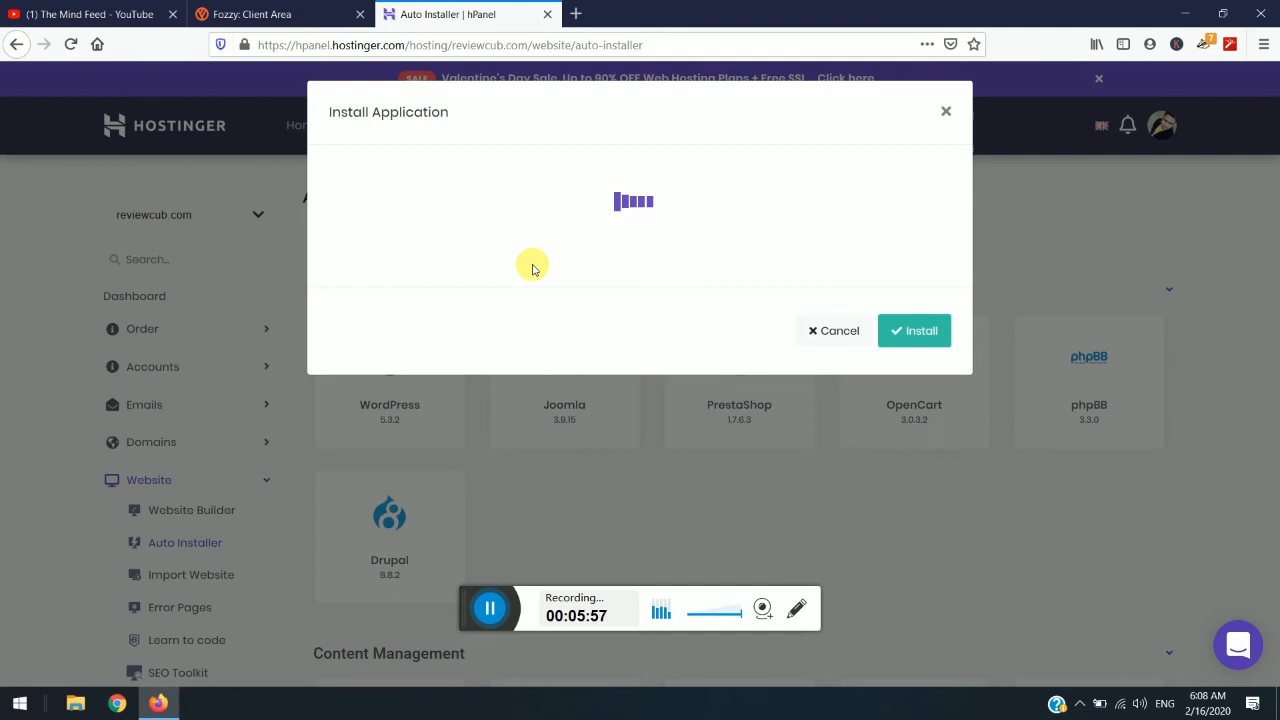 (1) The Mind Feed - YouTube
Fozzy: Client Area
Auto Installer | hPanel
https://hpanel.hostinger.com/hosting/reviewcub.com/website/auto-installer
7
SALE Valentine's Day Sale. Up to 90% OFF Web Hosting Plans + Free SSL Click here
Install Application
HOSTINGER
Hon
reviewcub.com
Search...
Dashboard
Order
Accounts
Emails
Domains
Website
Website Builder
Auto Installer
Import Website
Error Pages
Learn to code
SEO Toolkit
Cancel
Install
phpBB
WordPress
5.3.2
Joomla
3.9.15
PrestaShop
1.7.6.3
OpenCart
3.0.3.2
phpBB
3.3.0
Drupal
8.8.2
Recording...
00:05:57
Content Management
ENG
6:08 AM
2/16/2020